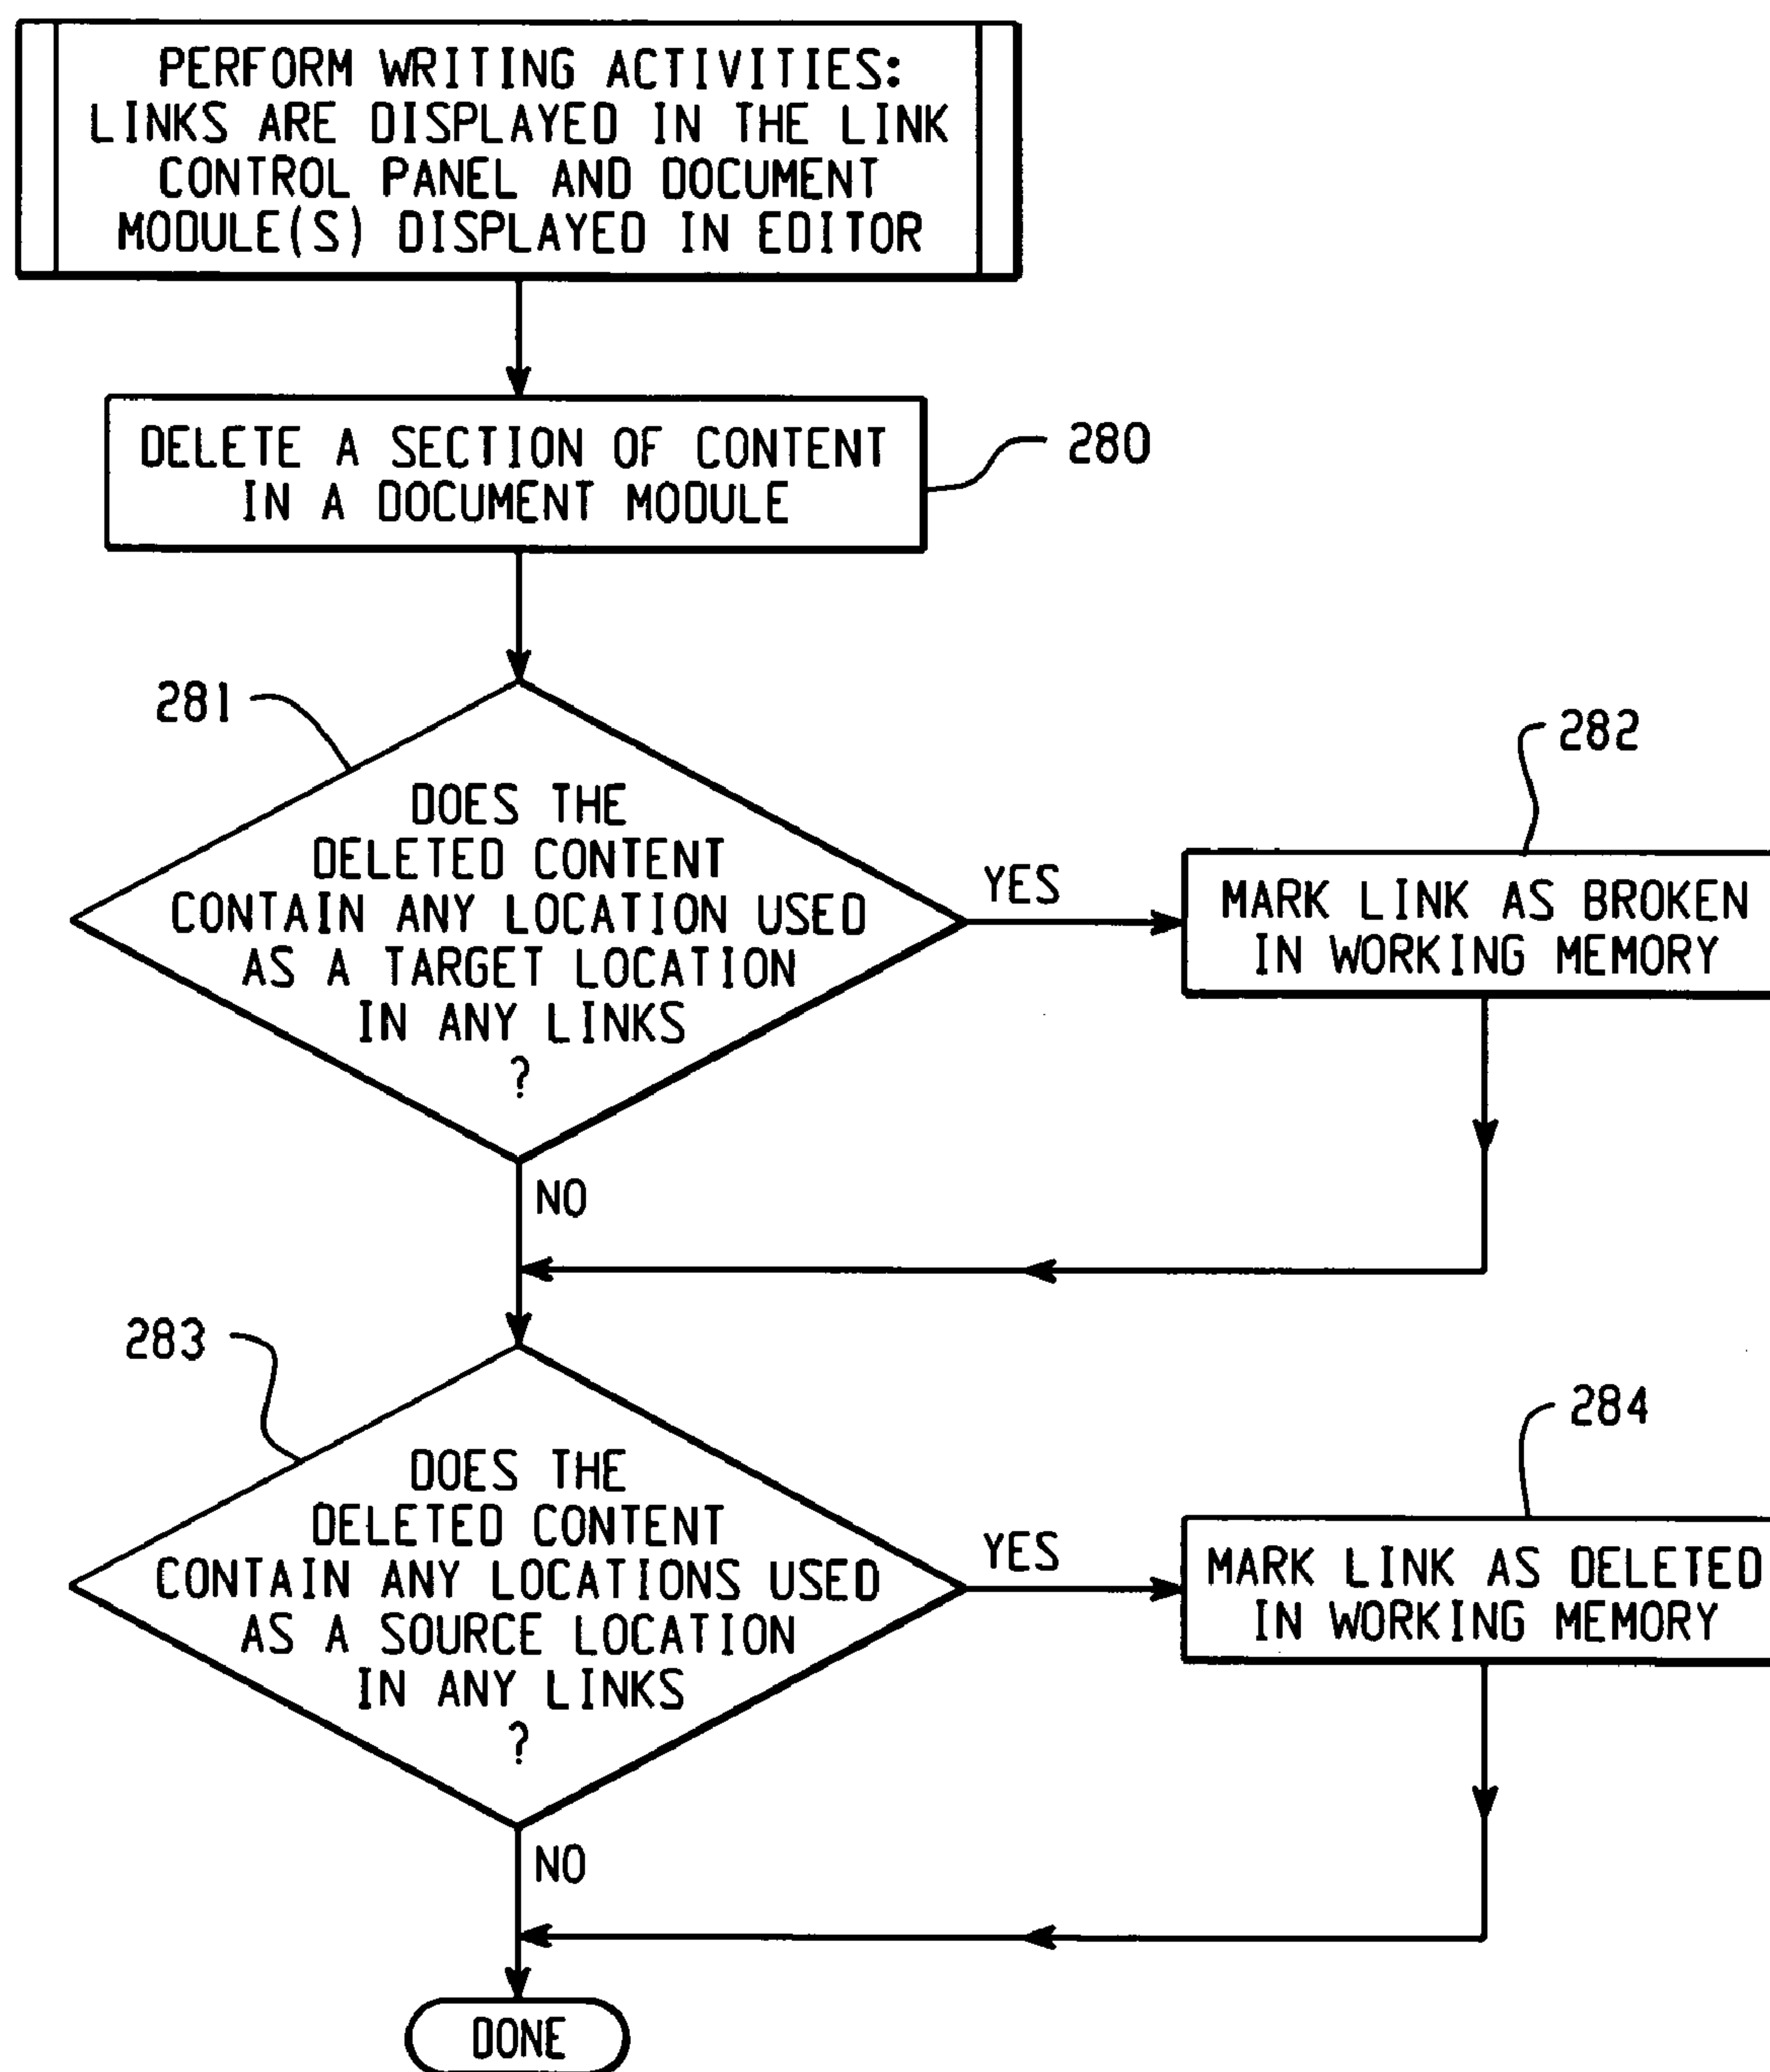 PERFORM WRITING ACTIVITIES:
LINKS ARE DISPLAYED IN THE LINK
CONTROL PANEL AND DOCUMENT
MODULE(S) DISPLAYED IN EDITOR
DELETE A SECTION OF CONTENT
IN A DOCUMENT MODULE
280
281
DOES THE
DELETED CONTENT
CONTAIN ANY LOCATION USED
AS A TARGET LOCATION
IN ANY LINKS
?
YES
282
MARK LINK AS BROKEN
IN WORKING MEMORY
NO
283
DOES THE
DELETED CONTENT
CONTAIN ANY LOCATIONS USED
AS A SOURCE LOCATION
IN ANY LINKS
?
YES
284
MARK LINK AS DELETED
IN WORKING MEMORY
NO
DONE